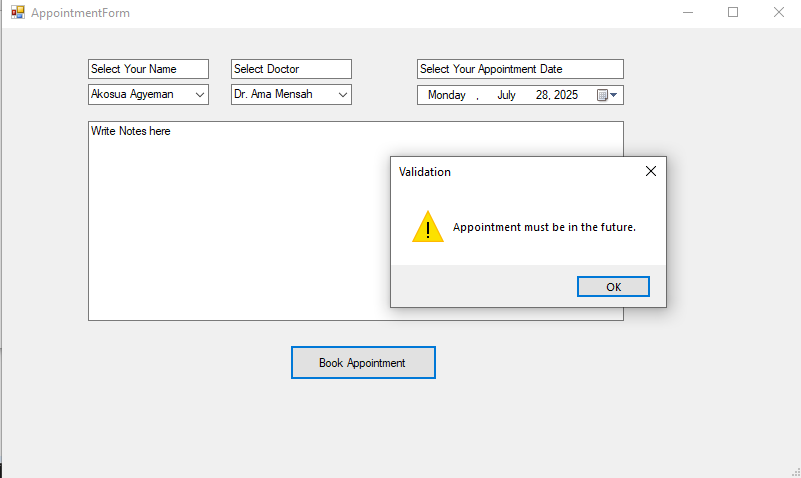 AppointmentForm
Select Your Name
Select Doctor
Select Your Appointment Date
Akosua Agyeman
Dr. Ama Mensah
Monday , July 28, 2025
Write Notes here
Validation
Appointment must be in the future.
OK
Book Appointment